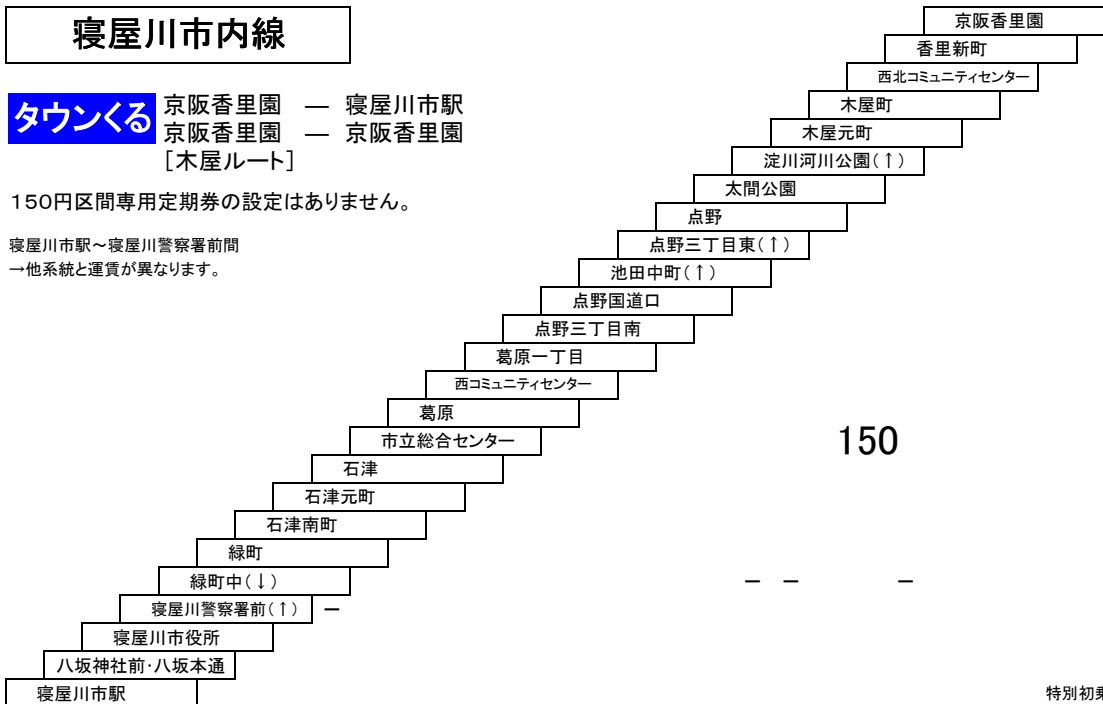 寝屋川市内線
タウンくる
京阪香里園 ― 寝屋川市駅
京阪香里園 ― 京阪香里園
[木屋ルート]
150円区間専用定期券の設定はありません。
寝屋川市駅～寝屋川警察署前間
→他系統と運賃が異なります。
京阪香里園
香里新町
西北コミュニティセンター
木屋町
木屋元町
淀川河川公園(↑)
太間公園
点野
点野三丁目東(↑)
池田中町(↑)
点野国道口
点野三丁目南
葛原一丁目
西コミュニティセンター
葛原
市立総合センター
150
石津
石津元町
石津南町
緑町
緑町中(↓) ― ― ―
寝屋川警察署前(↑) ―
寝屋川市役所
八坂神社前・八坂本通
寝屋川市駅
特別初乗